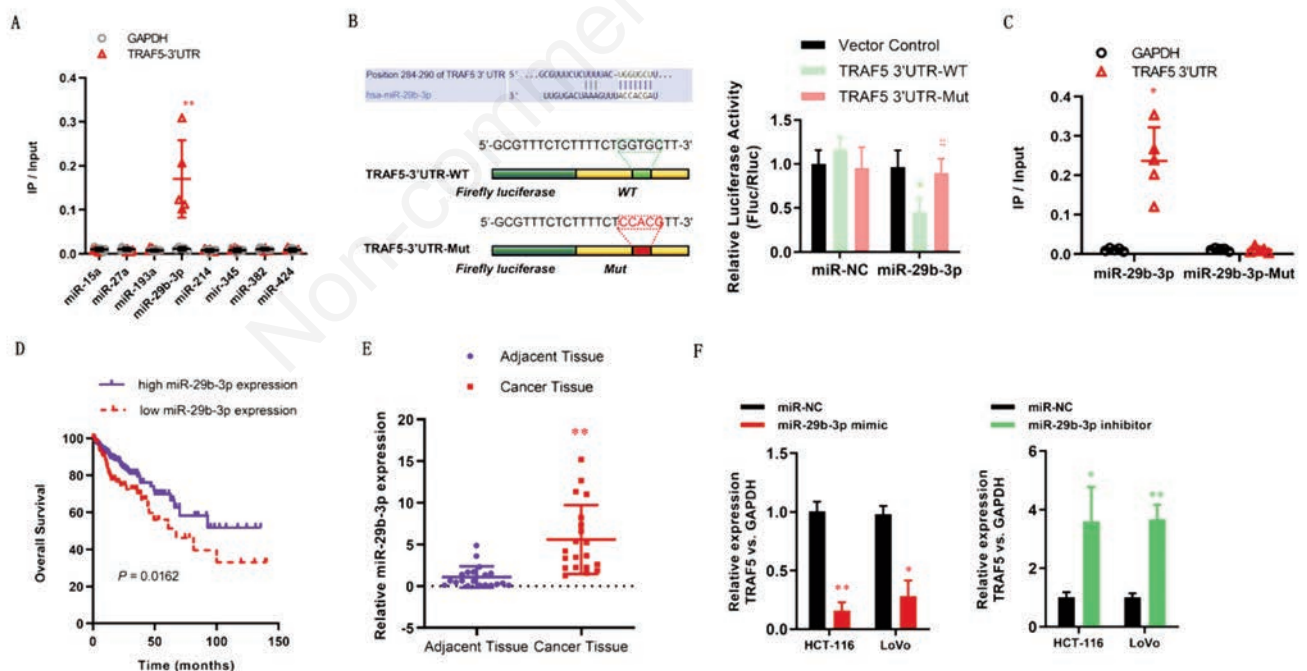 A
GAPDH
TRAF5-3'UTR
0.4
0.3
0.2
0.1
0.0
IP / Input
**
miR-15a
miR-27a
miR-193a
miR-29b-3p
miR-214
mir-345
miR-382
miR-424
B
Position 284-290 of TRAF5 3' UTR 5' ...GCGUUUCUCUUUUAC-UGGUGCUU...
hsa-miR-29b-3p 3' UUGUGACUAAAGUUUACCACGAU
5'-GCGTTTCTCTTTTCTGGTGCTT-3'
TRAF5-3'UTR-WT
Firefly luciferase WT
5'-GCGTTTCTCTTTTCTCCACGTT-3'
TRAF5-3'UTR-Mut
Firefly luciferase Mut
Vector Control
TRAF5 3'UTR-WT
TRAF5 3'UTR-Mut
Relative Luciferase Activity
(Fluc/Rluc)
1.5
1.0
0.5
0.0
miR-NC miR-29b-3p
C
GAPDH
TRAF5 3'UTR
IP / Input
0.5
0.4
0.3
0.2
0.1
0.0
*
miR-29b-3p miR-29b-3p-Mut
D
high miR-29b-3p expression
low miR-29b-3p expression
Overall Survival
100
80
60
40
20
0
P = 0.0162
0 50 100 150
Time (months)
E
Adjacent Tissue
Cancer Tissue
Relative miR-29b-3p expression
20
15
10
5
0
-5
**
Adjacent Tissue Cancer Tissue
F
miR-NC
miR-29b-3p mimic
Relative expression
TRAF5 vs. GAPDH
1.5
1.0
0.5
0.0
**
*
HCT-116 LoVo
miR-NC
miR-29b-3p inhibitor
Relative expression
TRAF5 vs. GAPDH
6
4
2
0
*
**
HCT-116 LoVo
Non-commer